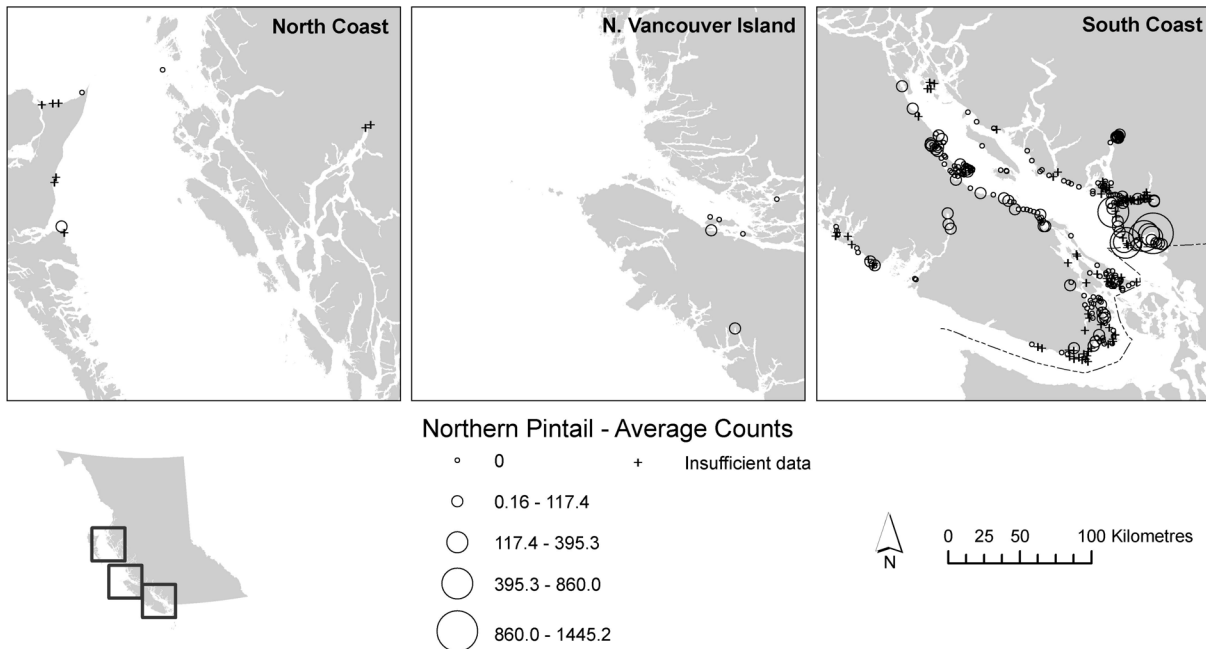 North Coast
N. Vancouver Island
South Coast
Northern Pintail - Average Counts
0
Insufficient data
0.16 - 117.4
117.4 - 395.3
395.3 - 860.0
860.0 - 1445.2
N
0 25 50 100 Kilometres